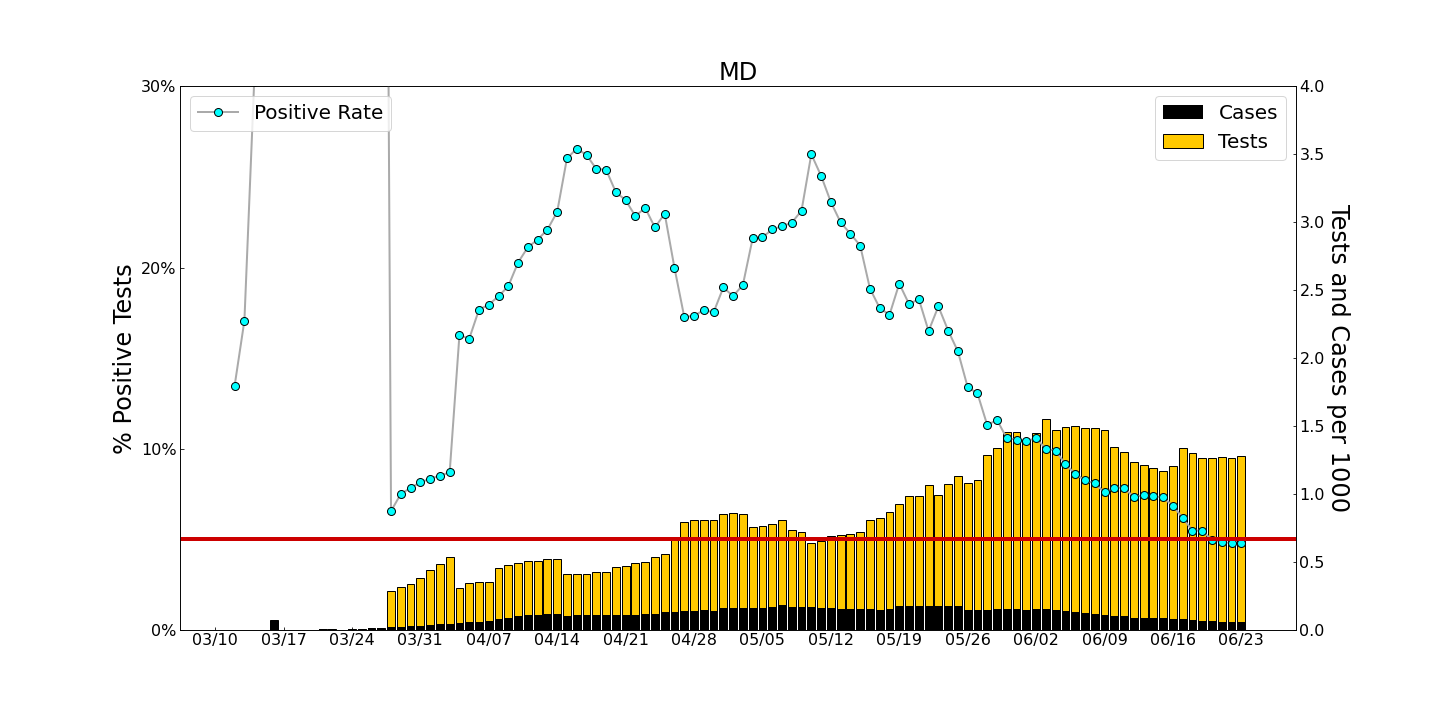 MD
30%
20%
10%
0%
% Positive Tests
Positive Rate
Cases
Tests
4.0
3.5
3.0
2.5
2.0
1.5
1.0
0.5
0.0
Tests and Cases per 1000
03/10 03/17 03/24 03/31 04/07 04/14 04/21 04/28 05/05 05/12 05/19 05/26 06/02 06/09 06/16 06/23